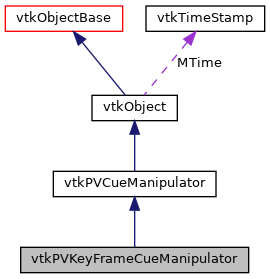 vtkObjectBase
vtkTimeStamp
MTime
vtkObject
vtkPVCueManipulator
vtkPVKeyFrameCueManipulator